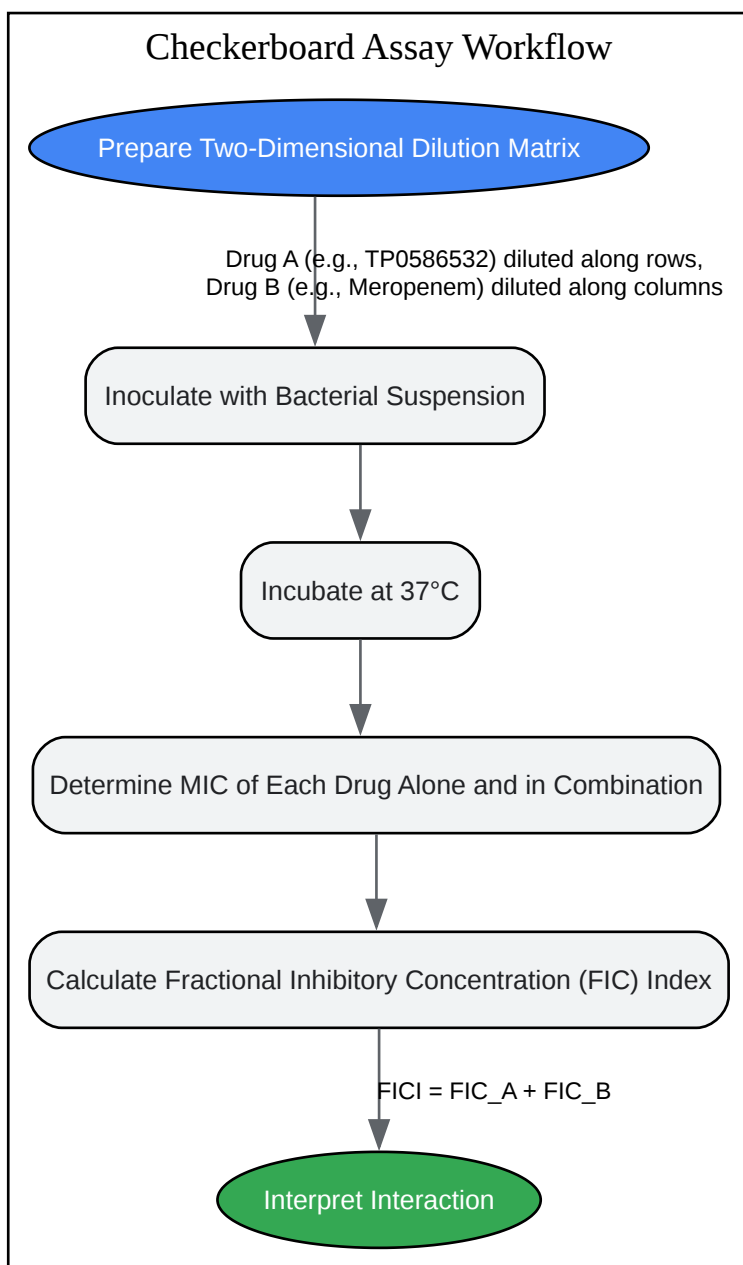 Checkerboard Assay Workflow
Prepare Two-Dimensional Dilution Matrix
Drug A (e.g., TP0586532) diluted along rows,
Drug B (e.g., Meropenem) diluted along columns
Inoculate with Bacterial Suspension
Incubate at 37°C
Determine MIC of Each Drug Alone and in Combination
Calculate Fractional Inhibitory Concentration (FIC) Index
FICI = FIC_A + FIC_B
Interpret Interaction